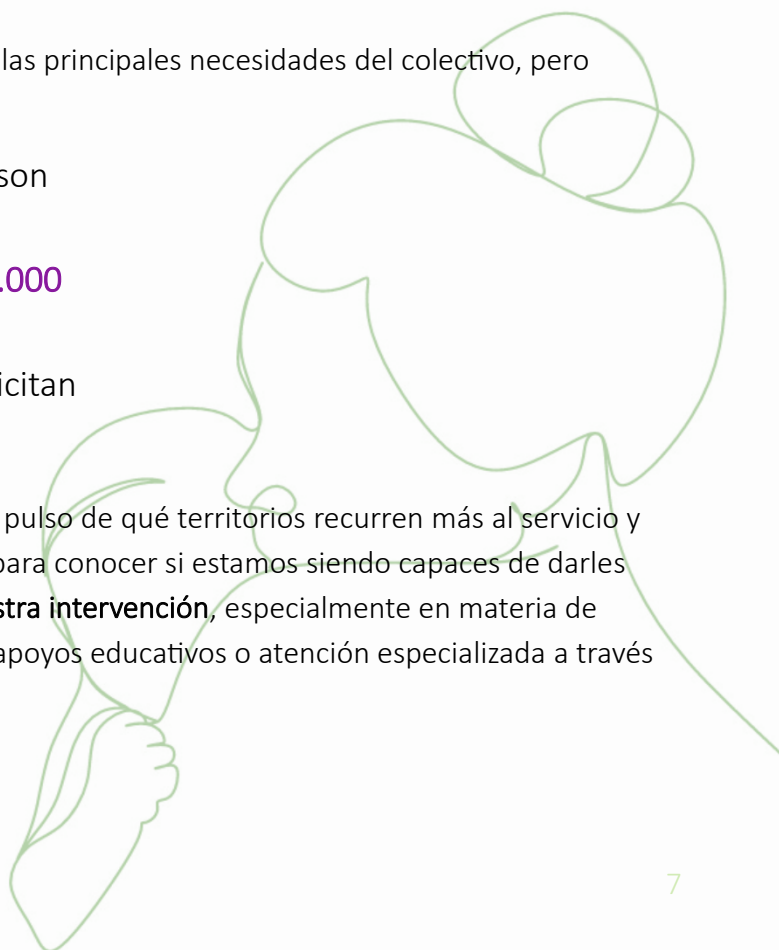 las principales necesidades del colectivo, pero
son
.000
icitan
pulso de qué territorios recurren más al servicio y
para conocer si estamos siendo capaces de darles
stra intervención, especialmente en materia de
apoyos educativos o atención especializada a través
7